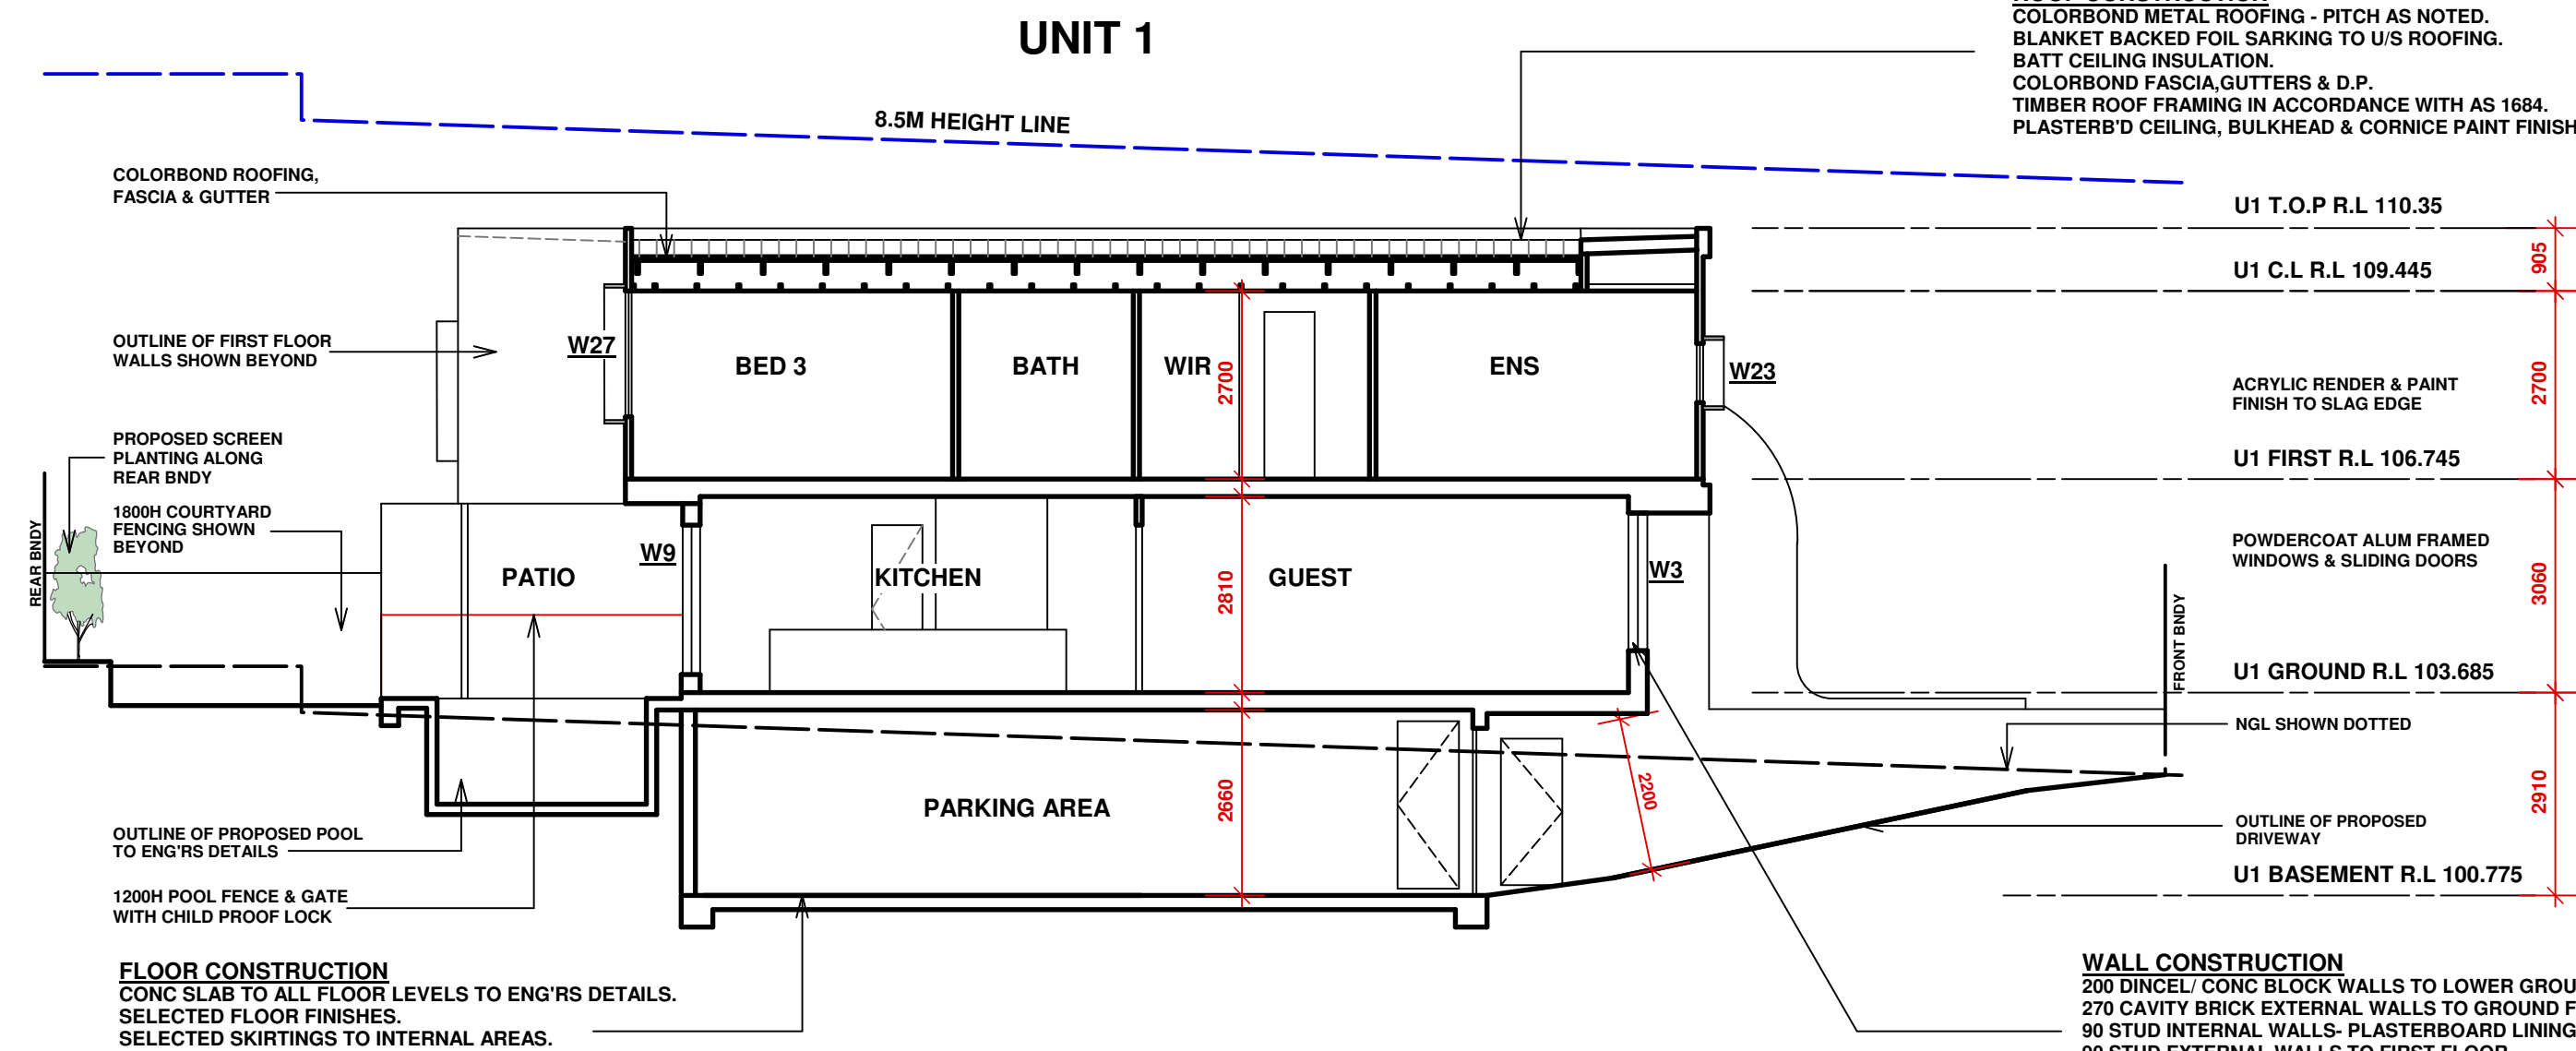 UNIT 1
ROOF CONSTRUCTION
COLORBOND METAL ROOFING - PITCH AS NOTED.
BLANKET BACKED FOIL SARKING TO U/S ROOFING.
BATT CEILING INSULATION.
COLORBOND FASCIA,GUTTERS & D.P.
TIMBER ROOF FRAMING IN ACCORDANCE WITH AS 1684.
PLASTERB'D CEILING, BULKHEAD & CORNICE PAINT FINISH
8.5M HEIGHT LINE
COLORBOND ROOFING,
FASCIA & GUTTER
U1 T.O.P R.L 110.35
905
U1 C.L R.L 109.445
OUTLINE OF FIRST FLOOR
WALLS SHOWN BEYOND
W27
BED 3
BATH
WIR
2700
ENS
W23
ACRYLIC RENDER & PAINT
FINISH TO SLAG EDGE
2700
PROPOSED SCREEN
PLANTING ALONG
REAR BNDY
U1 FIRST R.L 106.745
1800H COURTYARD
FENCING SHOWN
BEYOND
REAR BNDY
W9
PATIO
KITCHEN
2810
GUEST
W3
POWDERCOAT ALUM FRAMED
WINDOWS & SLIDING DOORS
3060
FRONT BNDY
U1 GROUND R.L 103.685
NGL SHOWN DOTTED
2200
PARKING AREA
2660
2910
OUTLINE OF PROPOSED POOL
TO ENG'RS DETAILS
OUTLINE OF PROPOSED
DRIVEWAY
U1 BASEMENT R.L 100.775
1200H POOL FENCE & GATE
WITH CHILD PROOF LOCK
FLOOR CONSTRUCTION
CONC SLAB TO ALL FLOOR LEVELS TO ENG'RS DETAILS.
SELECTED FLOOR FINISHES.
SELECTED SKIRTINGS TO INTERNAL AREAS.
WALL CONSTRUCTION
200 DINCEL/ CONC BLOCK WALLS TO LOWER GROU
270 CAVITY BRICK EXTERNAL WALLS TO GROUND F
90 STUD INTERNAL WALLS- PLASTERBOARD LINING
90 STUD EXTERNAL WALLS TO FIRST FLOOR